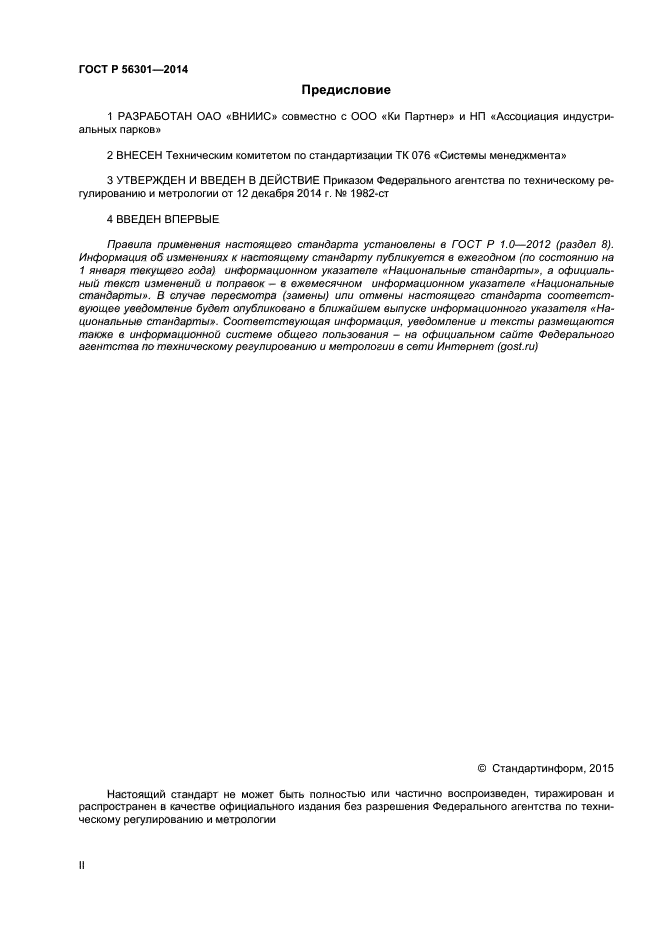 ГОСТ Р 56301—2014
Предисловие
1 РАЗРАБОТАН ОАО «ВНИИС» совместно с ООО «Ки Партнер» и НП «Ассоциация индустри-
альных парков»
2 ВНЕСЕН Техническим комитетом по стандартизации ТК 076 «Системы менеджмента»
3 УТВЕРЖДЕН И ВВЕДЕН В ДЕЙСТВИЕ Приказом Федерального агентства по техническому ре-
гулированию и метрологии от 12 декабря 2014 г. № 1982-ст
4 ВВЕДЕН ВПЕРВЫЕ
Правила применения настоящего стандарта установлены в ГОСТ Р 1.0—2012 (раздел 8).
Информация об изменениях к настоящему стандарту публикуется в ежегодном (по состоянию на
1 января текущего года) информационном указателе «Национальные стандарты», а официаль-
ный текст изменений и поправок – в ежемесячном информационном указателе «Национальные
стандарты». В случае пересмотра (замены) или отмены настоящего стандарта соответст-
вующее уведомление будет опубликовано в ближайшем выпуске информационного указателя «На-
циональные стандарты». Соответствующая информация, уведомление и тексты размещаются
также в информационной системе общего пользования – на официальном сайте Федерального
агентства по техническому регулированию и метрологии в сети Интернет (gost.ru)
© Стандартинформ, 2015
Настоящий стандарт не может быть полностью или частично воспроизведен, тиражирован и
распространен в качестве официального издания без разрешения Федерального агентства по техни-
ческому регулированию и метрологии
II